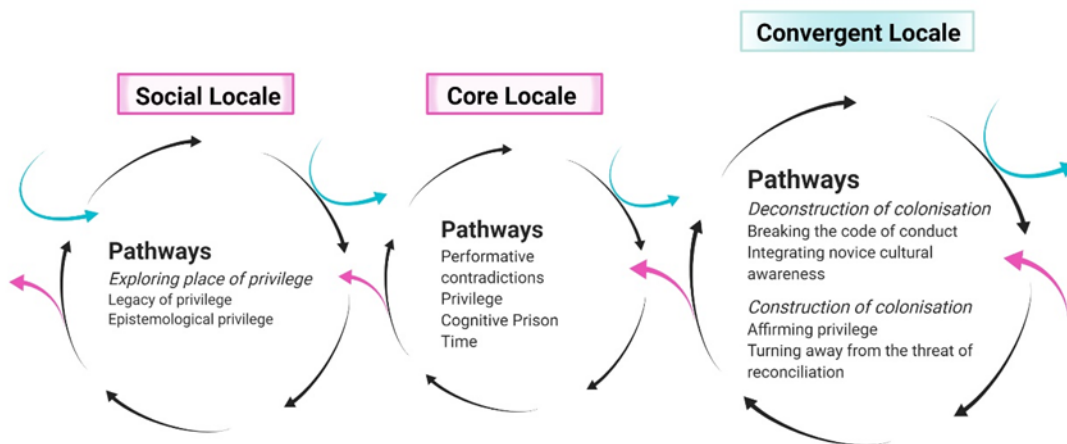 Social Locale
Pathways
Exploring place of privilege
Legacy of privilege
Epistemological privilege
Core Locale
Pathways
Performative
contradictions
Privilege
Cognitive Prison
Time
Convergent Locale
Pathways
Deconstruction of colonisation
Breaking the code of conduct
Integrating novice cultural
awareness
Construction of colonisation
Affirming privilege
Turning away from the threat of
reconciliation